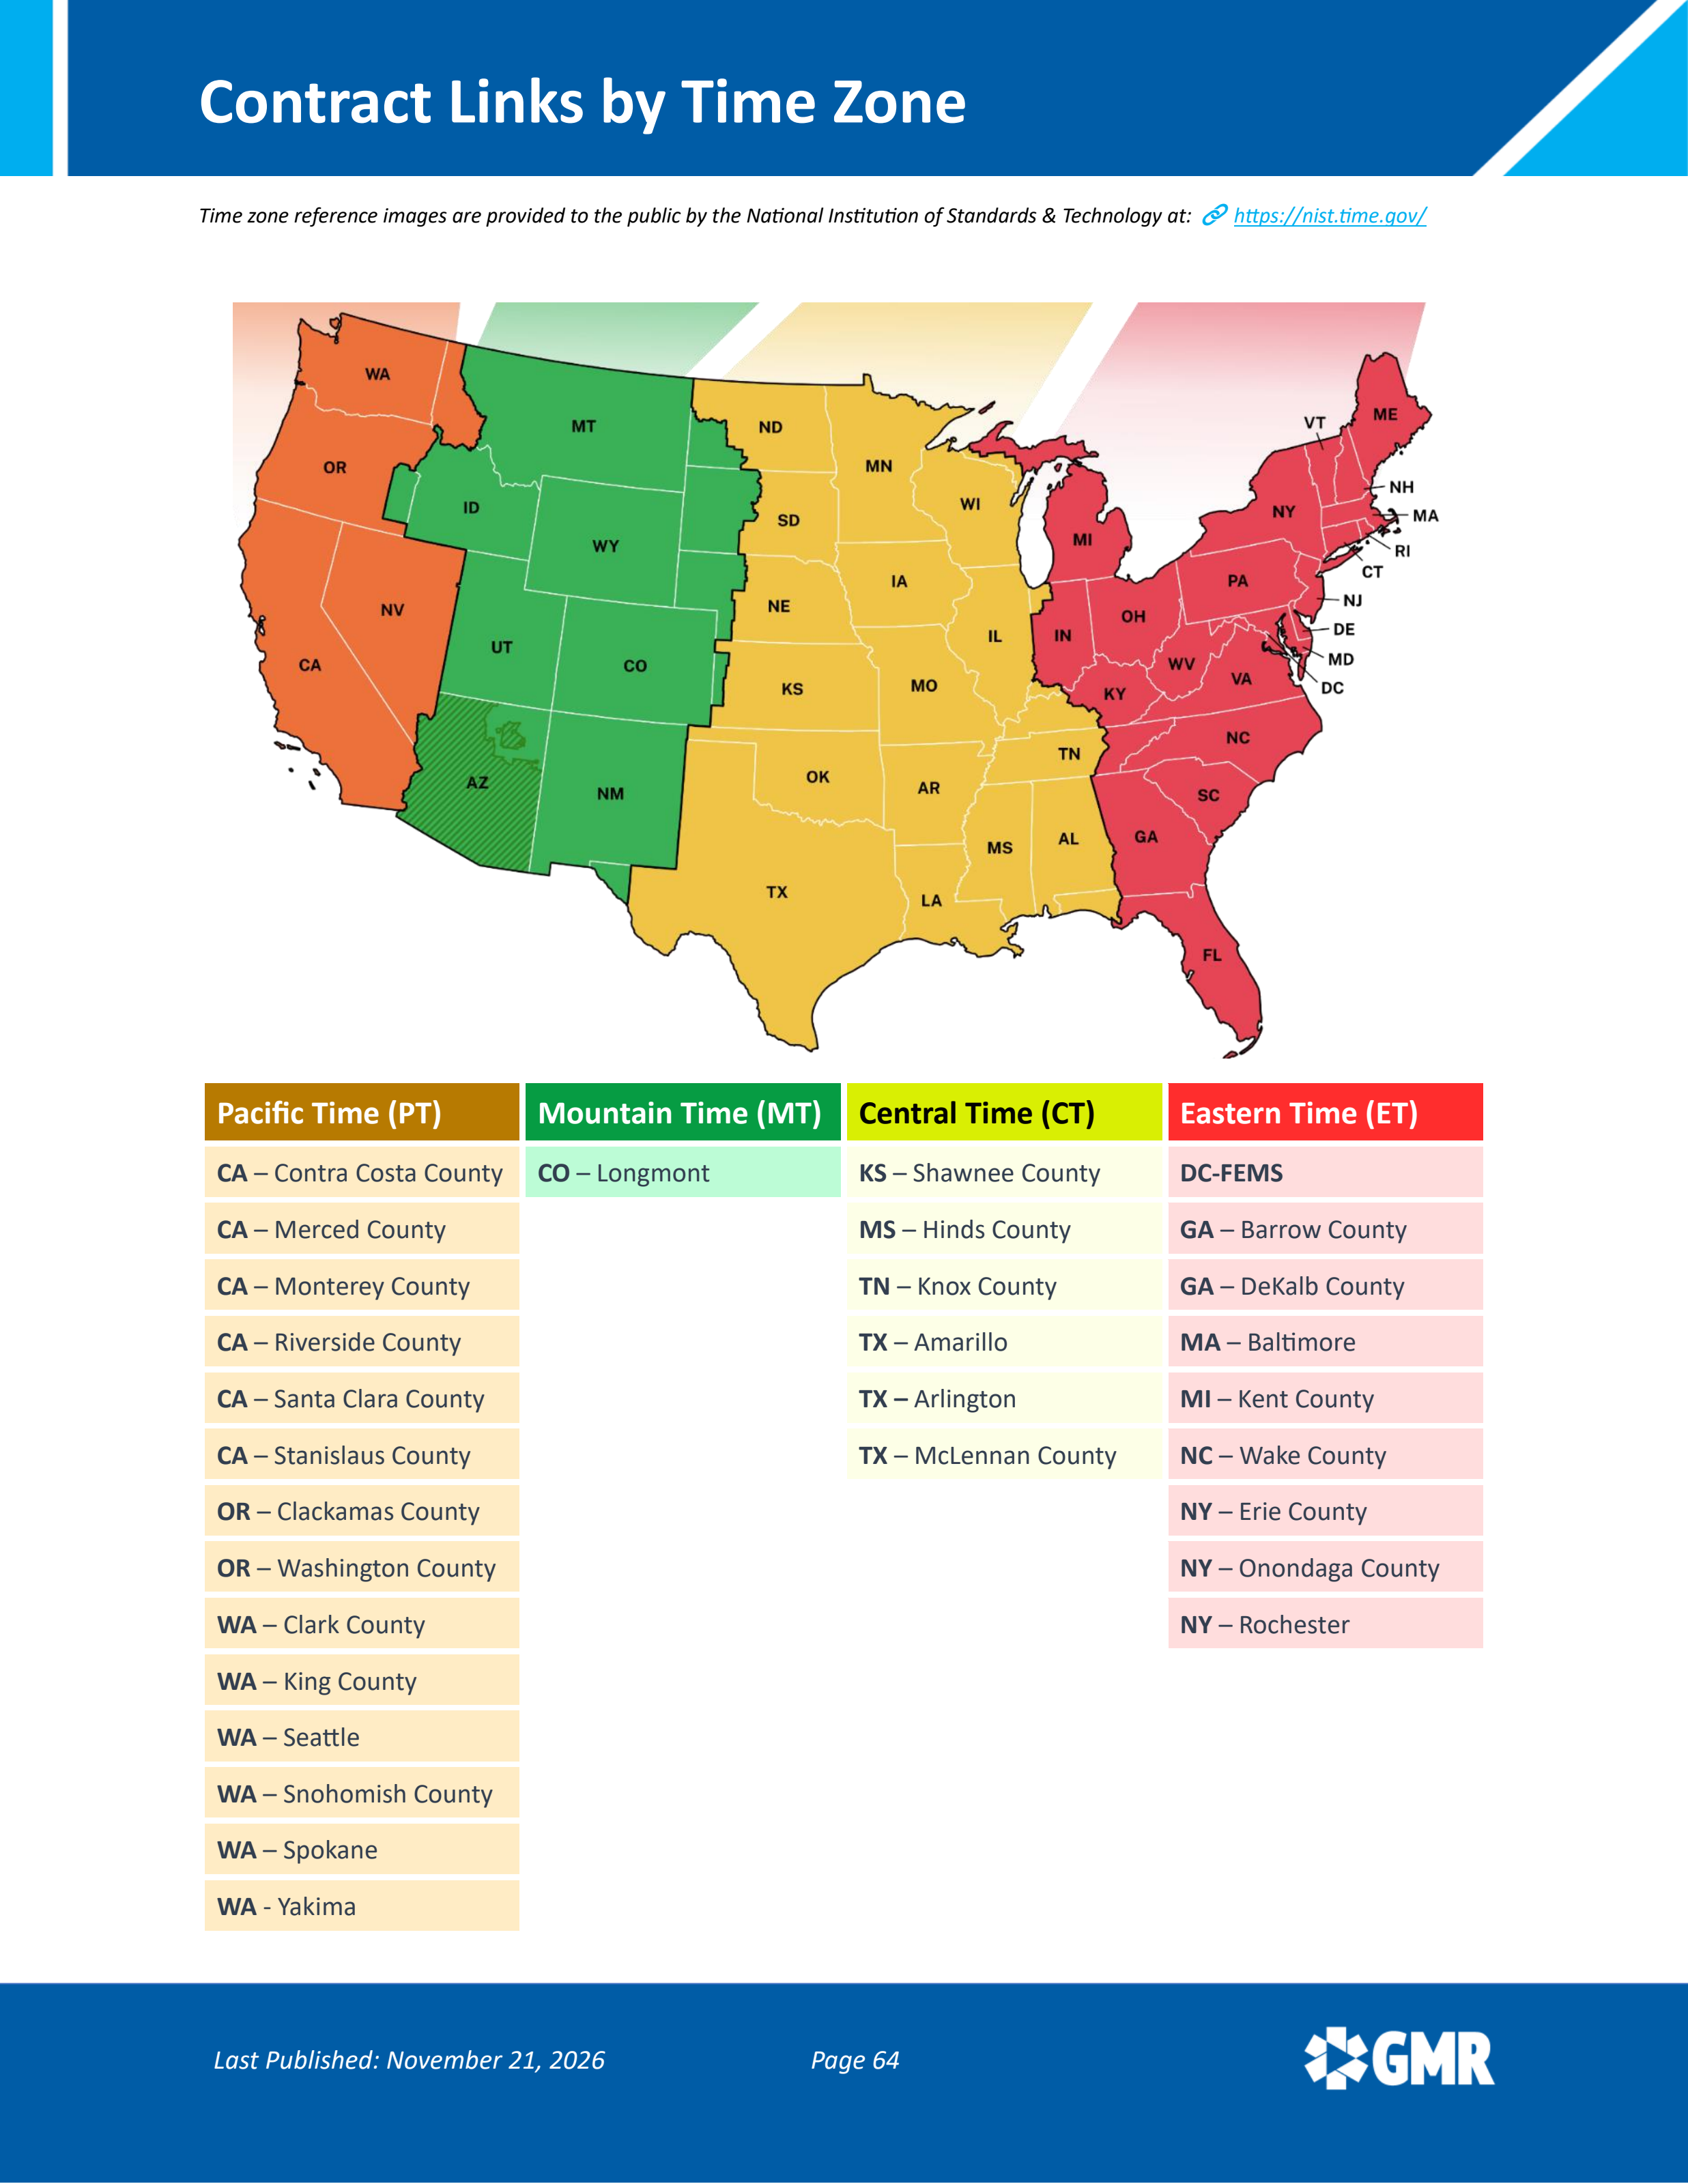 Contract Links by Time Zone
Time zone reference images are provided to the public by the National Institution of Standards & Technology at: https://nist.time.gov/
WA
MT
ND
MN
VT
ME
OR
ID
WY
SD
WI
MI
NY
NH
MA
RI
CT
NV
UT
CO
NE
IA
IL
IN
OH
PA
NJ
DE
MD
DC
CA
KS
MO
KY
WV
VA
AZ
NM
OK
AR
TN
NC
SC
TX
LA
MS
AL
GA
FL
Pacific Time (PT)
CA – Contra Costa County
CA – Merced County
CA – Monterey County
CA – Riverside County
CA – Santa Clara County
CA – Stanislaus County
OR – Clackamas County
OR – Washington County
WA – Clark County
WA – King County
WA – Seattle
WA – Snohomish County
WA – Spokane
WA - Yakima
Mountain Time (MT)
CO – Longmont
Central Time (CT)
KS – Shawnee County
MS – Hinds County
TN – Knox County
TX – Amarillo
TX – Arlington
TX – McLennan County
Eastern Time (ET)
DC-FEMS
GA – Barrow County
GA – DeKalb County
MA – Baltimore
MI – Kent County
NC – Wake County
NY – Erie County
NY – Onondaga County
NY – Rochester
Last Published: November 21, 2026
Page 64
GMR